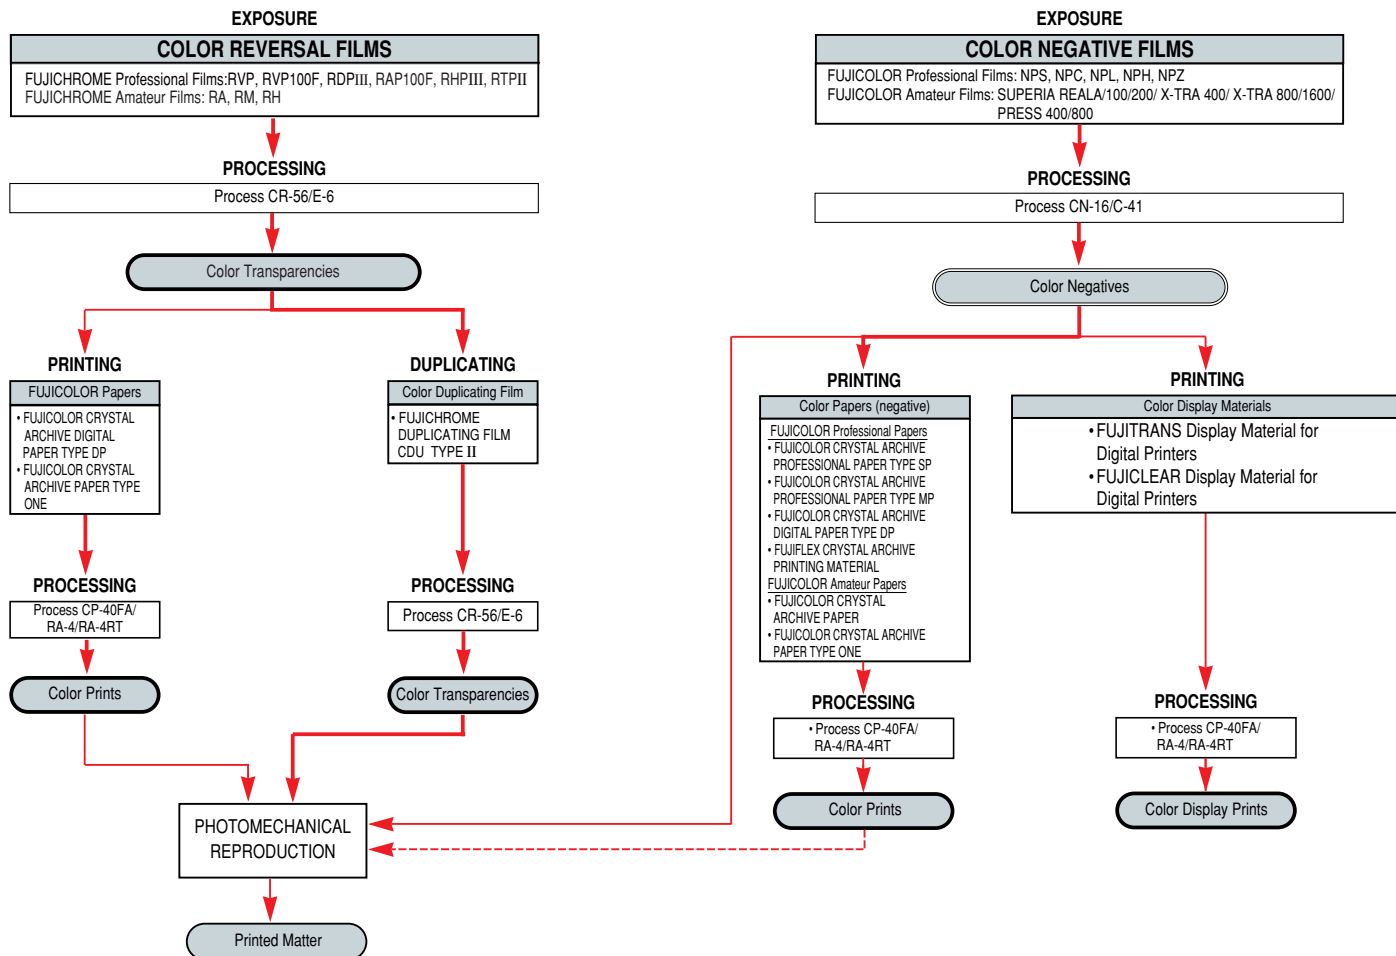 EXPOSURE
COLOR REVERSAL FILMS
FUJICHROME Professional Films:RVP, RVP100F, RDPIII, RAP100F, RHPIII, RTPII
FUJICHROME Amateur Films: RA, RM, RH
PROCESSING
Process CR-56/E-6
Color Transparencies
PRINTING
FUJICOLOR Papers
• FUJICOLOR CRYSTAL
ARCHIVE DIGITAL
PAPER TYPE DP
• FUJICOLOR CRYSTAL
ARCHIVE PAPER TYPE
ONE
PROCESSING
Process CP-40FA/
RA-4/RA-4RT
Color Prints
DUPLICATING
Color Duplicating Film
• FUJICHROME
DUPLICATING FILM
CDU TYPE II
PROCESSING
Process CR-56/E-6
Color Transparencies
PHOTOMECHANICAL
REPRODUCTION
Printed Matter
EXPOSURE
COLOR NEGATIVE FILMS
FUJICOLOR Professional Films: NPS, NPC, NPL, NPH, NPZ
FUJICOLOR Amateur Films: SUPERIA REALA/100/200/ X-TRA 400/ X-TRA 800/1600/
PRESS 400/800
PROCESSING
Process CN-16/C-41
Color Negatives
PRINTING
Color Papers (negative)
FUJICOLOR Professional Papers
• FUJICOLOR CRYSTAL ARCHIVE
PROFESSIONAL PAPER TYPE SP
• FUJICOLOR CRYSTAL ARCHIVE
PROFESSIONAL PAPER TYPE MP
• FUJICOLOR CRYSTAL ARCHIVE
DIGITAL PAPER TYPE DP
• FUJIFLEX CRYSTAL ARCHIVE
PRINTING MATERIAL
FUJICOLOR Amateur Papers
• FUJICOLOR CRYSTAL
ARCHIVE PAPER
• FUJICOLOR CRYSTAL ARCHIVE
PAPER TYPE ONE
PROCESSING
• Process CP-40FA/
RA-4/RA-4RT
Color Prints
PRINTING
Color Display Materials
• FUJITRANS Display Material for
Digital Printers
• FUJICLEAR Display Material for
Digital Printers
PROCESSING
• Process CP-40FA/
RA-4/RA-4RT
Color Display Prints